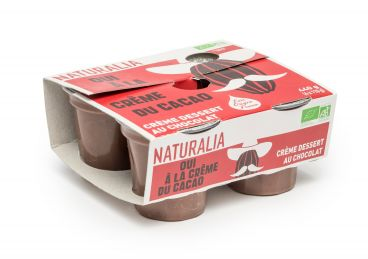 NATURALIA
OUI
À LA
CRÈME
DU CACAO
CRÈME DESSERT
AU CHOCOLAT
NATURALIA
OUI
À LA CRÈME
DU CACAO
CRÈME DESSERT
AU CHOCOLAT